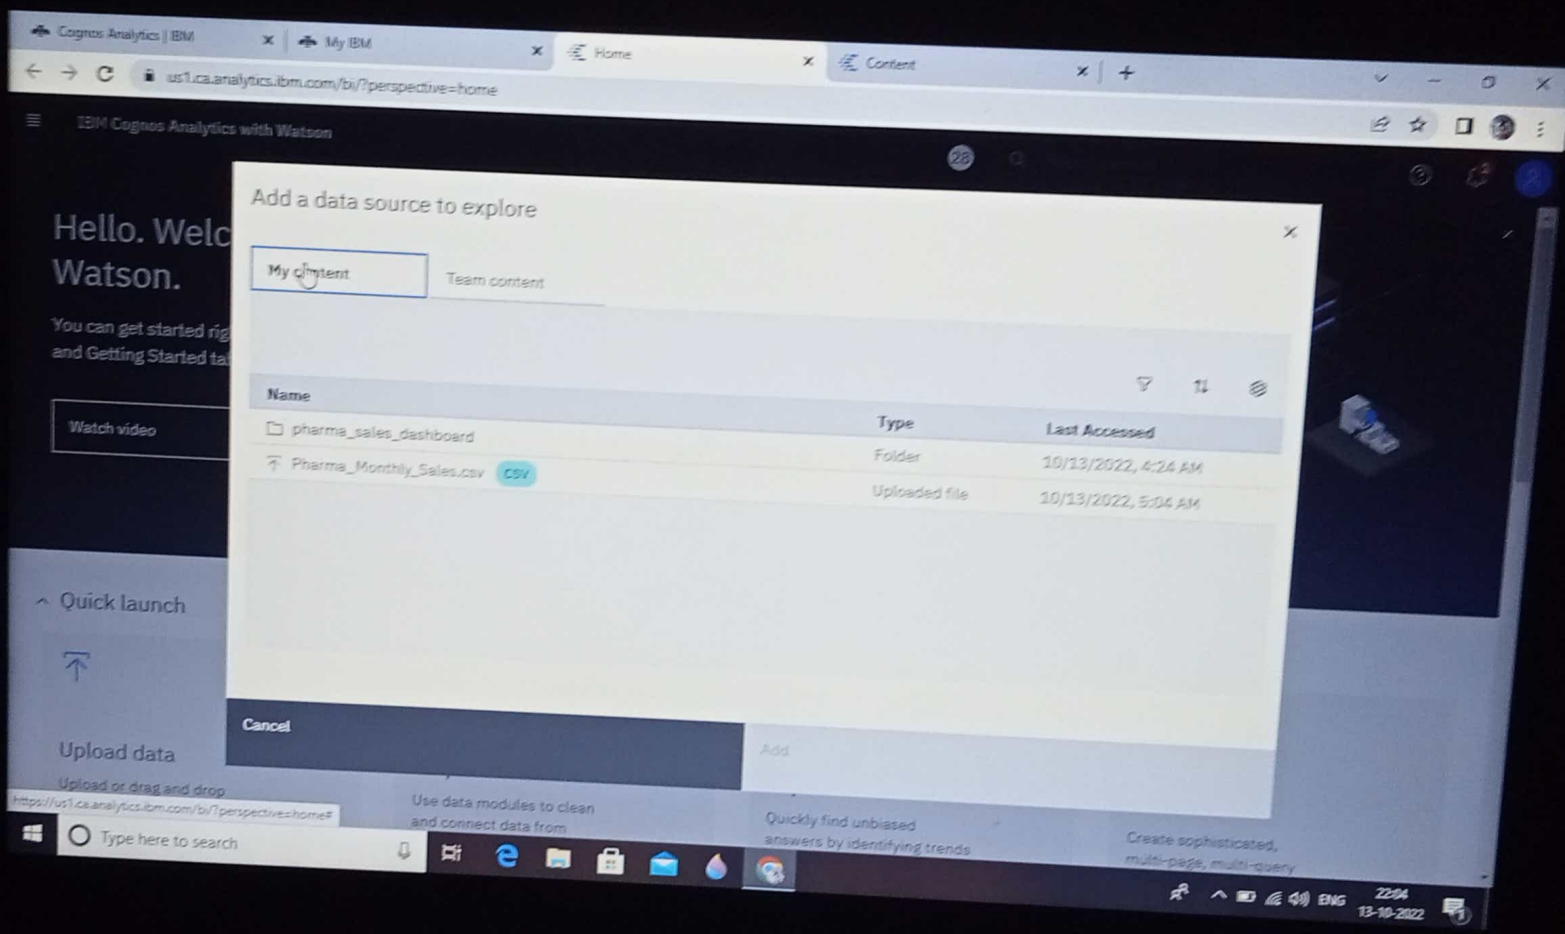 Cognos Analytics | IBM
My IBM
Home
Content
us1.ca.analytics.ibm.com/bi/?perspective=home
IBM Cognos Analytics with Watson
28
Add a data source to explore
Hello. Welc
Watson.
My content
Team content
You can get started rig
and Getting Started ta
Watch video
Name
Type
Last Accessed
pharma_sales_dashboard
Folder
10/13/2022, 4:24 AM
Pharma_Monthly_Sales.csv
CSV
Uploaded file
10/13/2022, 5:04 AM
Quick launch
Cancel
Add
Upload data
Upload or drag and drop
Use data modules to clean
and connect data from
Quickly find unbiased
answers by identifying trends
Create sophisticated,
multi-page, multi-query
https://us1.ca.analytics.ibm.com/bi/?perspective=home#
Type here to search
ENG
22:04
13-10-2022
1